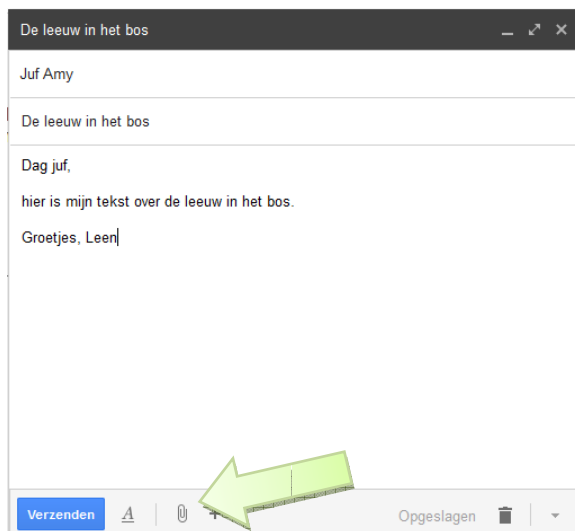 De leeuw in het bos
Juf Amy
De leeuw in het bos
Dag juf,
hier is mijn tekst over de leeuw in het bos.
Groetjes, Leen
Verzenden A Opgeslagen